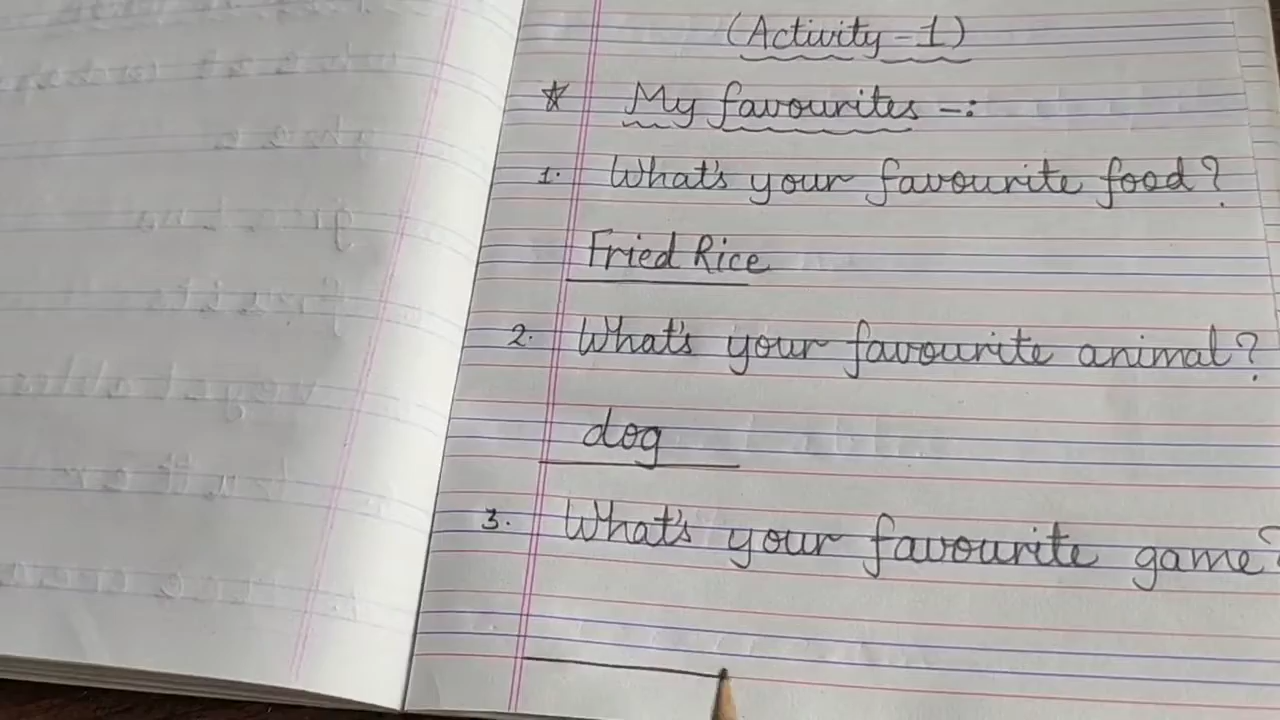 (Activity-1)
☆ My favourites -:
1. What's your favourite food?
Fried Rice
2. What's your favourite animal?
dog
3. What's your favourite game?